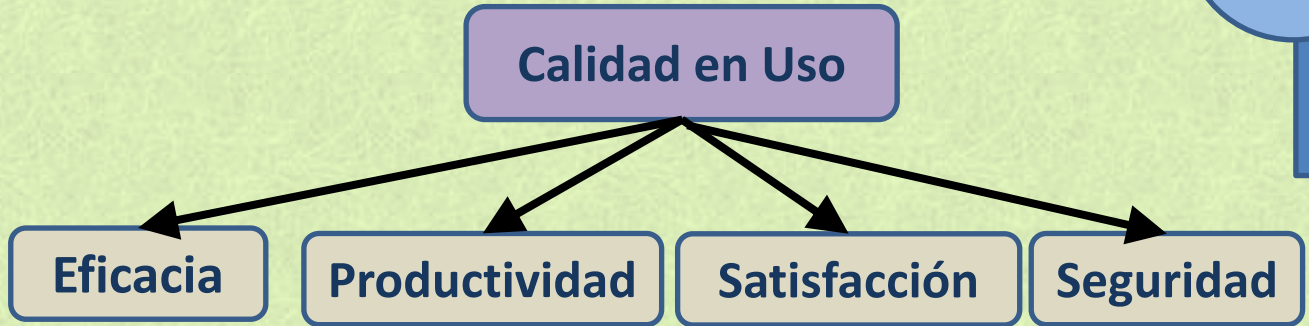 Calidad en Uso
Eficacia
Productividad
Satisfacción
Seguridad